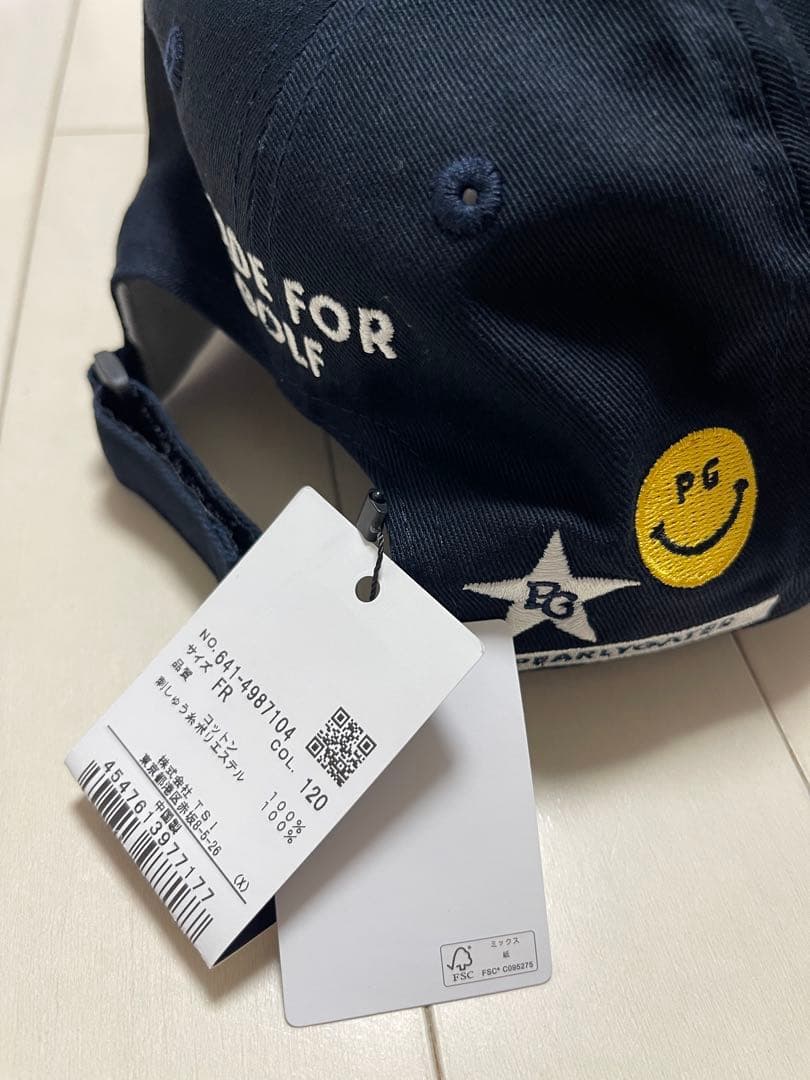 FOR
PG
PG
PEARLYGATES
NO. 641-4987104 COL. 120
サイズ FR
品質 コットン 100%
刺しゅう糸 ポリエステル 100%
株式会社 TSI
東京都港区赤坂8-5-26
中国製 (X)
4547613977177
ミックス
紙
FSC
FSC® C095275